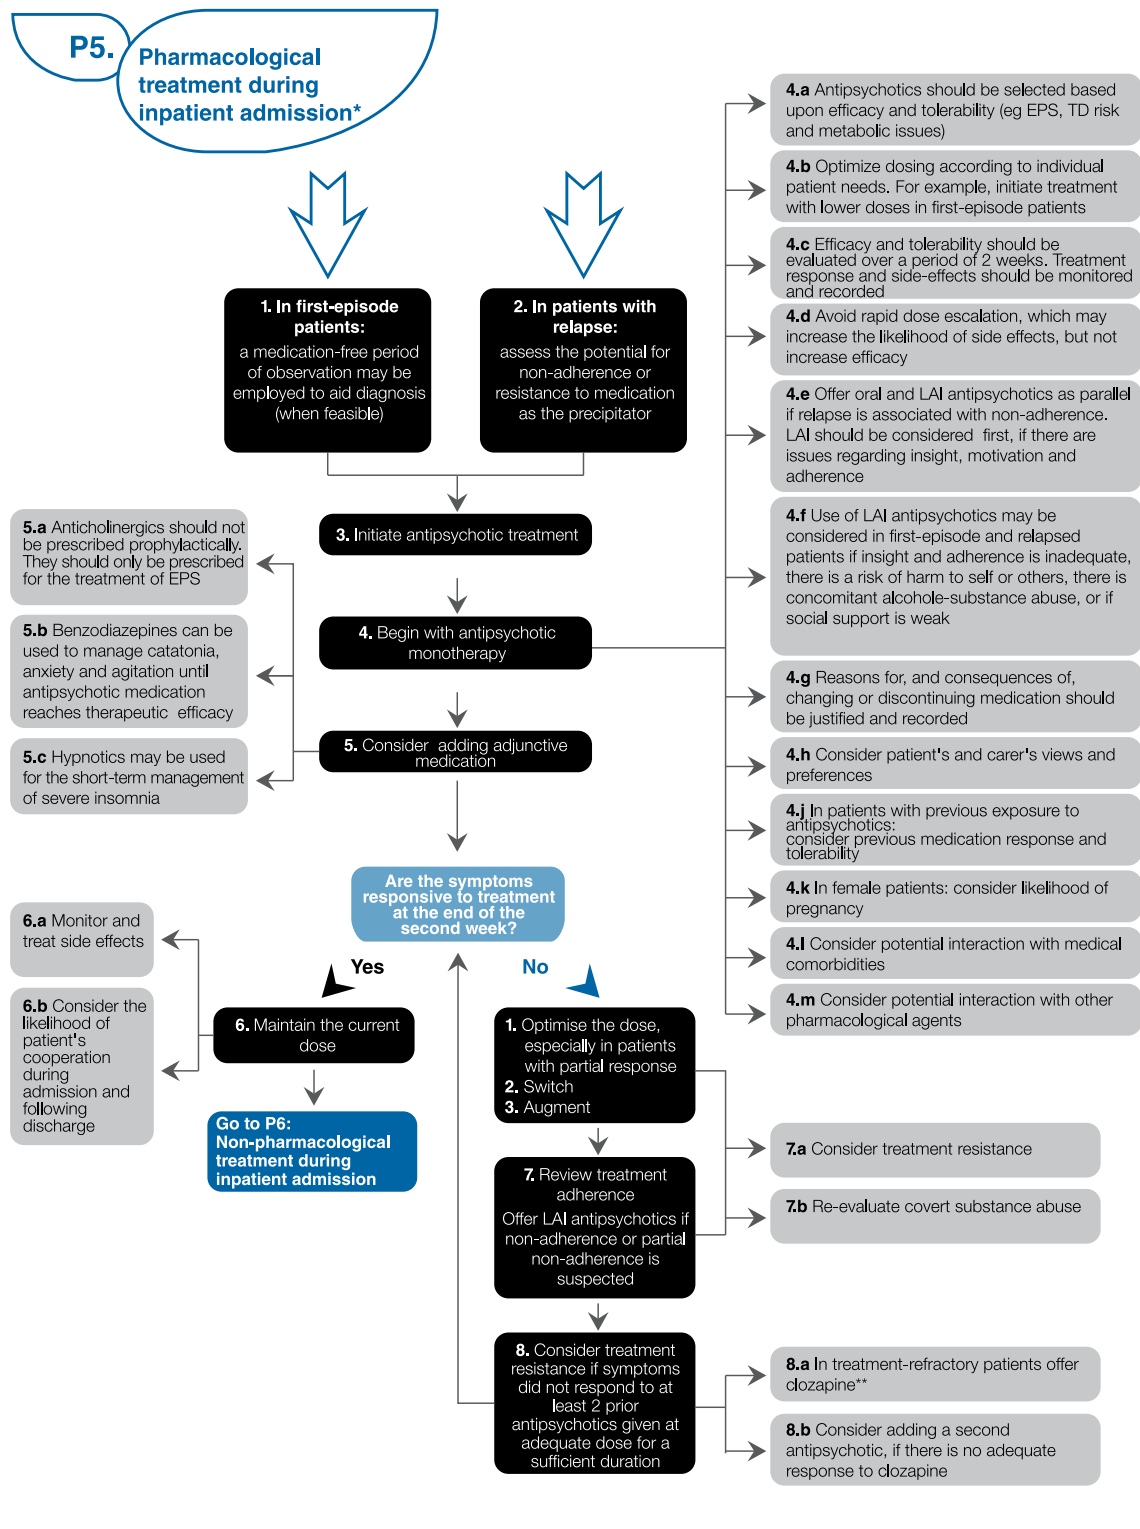 P5.
Pharmacological
treatment during
inpatient admission*
1. In first-episode
patients:
a medication-free period
of observation may be
employed to aid diagnosis
(when feasible)
2. In patients with
relapse:
assess the potential for
non-adherence or
resistance to medication
as the precipitator
3. Initiate antipsychotic treatment
4. Begin with antipsychotic
monotherapy
5. Consider adding adjunctive
medication
4.a Antipsychotics should be selected based
upon efficacy and tolerability (eg EPS, TD risk
and metabolic issues)
4.b Optimize dosing according to individual
patient needs. For example, initiate treatment
with lower doses in first-episode patients
4.c Efficacy and tolerability should be
evaluated over a period of 2 weeks. Treatment
response and side-effects should be monitored
and recorded
4.d Avoid rapid dose escalation, which may
increase the likelihood of side effects, but not
increase efficacy
4.e Offer oral and LAI antipsychotics as parallel
if relapse is associated with non-adherence.
LAI should be considered first, if there are
issues regarding insight, motivation and
adherence
4.f Use of LAI antipsychotics may be
considered in first-episode and relapsed
patients if insight and adherence is inadequate,
there is a risk of harm to self or others, there is
concomitant alcohole-substance abuse, or if
social support is weak
4.g Reasons for, and consequences of,
changing or discontinuing medication should
be justified and recorded
4.h Consider patient's and carer's views and
preferences
4.j In patients with previous exposure to
antipsychotics:
consider previous medication response and
tolerability
4.k In female patients: consider likelihood of
pregnancy
4.l Consider potential interaction with medical
comorbidities
4.m Consider potential interaction with other
pharmacological agents
5.a Anticholinergics should not
be prescribed prophylactically.
They should only be prescribed
for the treatment of EPS
5.b Benzodiazepines can be
used to manage catatonia,
anxiety and agitation until
antipsychotic medication
reaches therapeutic efficacy
5.c Hypnotics may be used
for the short-term management
of severe insomnia
Are the symptoms
responsive to treatment
at the end of the
second week?
Yes
No
6. Maintain the current
dose
6.a Monitor and
treat side effects
6.b Consider the
likelihood of
patient's
cooperation
during
admission and
following
discharge
Go to P6:
Non-pharmacological
treatment during
inpatient admission
1. Optimise the dose,
especially in patients
with partial response
2. Switch
3. Augment
7. Review treatment
adherence
Offer LAI antipsychotics if
non-adherence or partial
non-adherence is
suspected
7.a Consider treatment resistance
7.b Re-evaluate covert substance abuse
8. Consider treatment
resistance if symptoms
did not respond to at
least 2 prior
antipsychotics given at
adequate dose for a
sufficient duration
8.a In treatment-refractory patients offer
clozapine**
8.b Consider adding a second
antipsychotic, if there is no adequate
response to clozapine